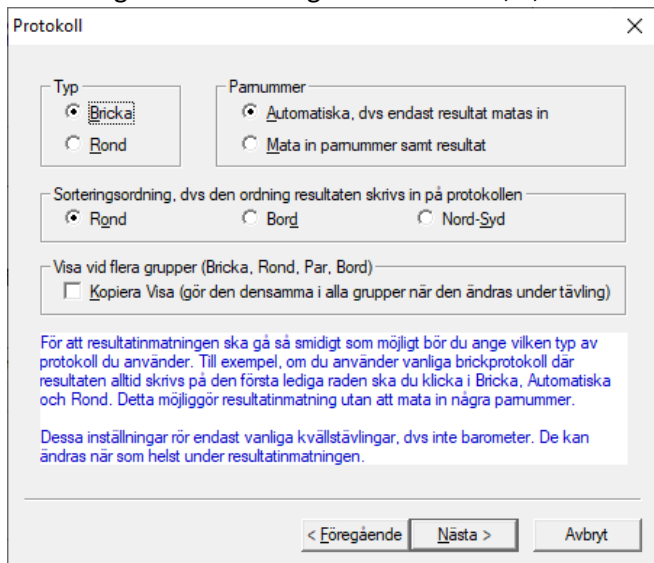 Protokoll
Typ
Bricka
Rond
Parnummer
Automatiska, dvs endast resultat matas in
Mata in parnummer samt resultat
Sorteringsordning, dvs den ordning resultaten skrivs in på protokollen
Rond Bord Nord-Syd
Visa vid flera grupper (Bricka, Rond, Par, Bord)
Kopiera Visa (gör den densamma i alla grupper när den ändras under tävling)
För att resultatinmatningen ska gå så smidigt som möjligt bör du ange vilken typ av
protokoll du använder. Till exempel, om du använder vanliga brickprotokoll där
resultaten alltid skrivs på den första lediga raden ska du klicka i Bricka, Automatiska
och Rond. Detta möjliggör resultatinmatning utan att mata in några parnummer.
Dessa inställningar rör endast vanliga kvällstävlingar, dvs inte barometer. De kan
ändras när som helst under resultatinmatningen.
< Föregående Nästa > Avbryt